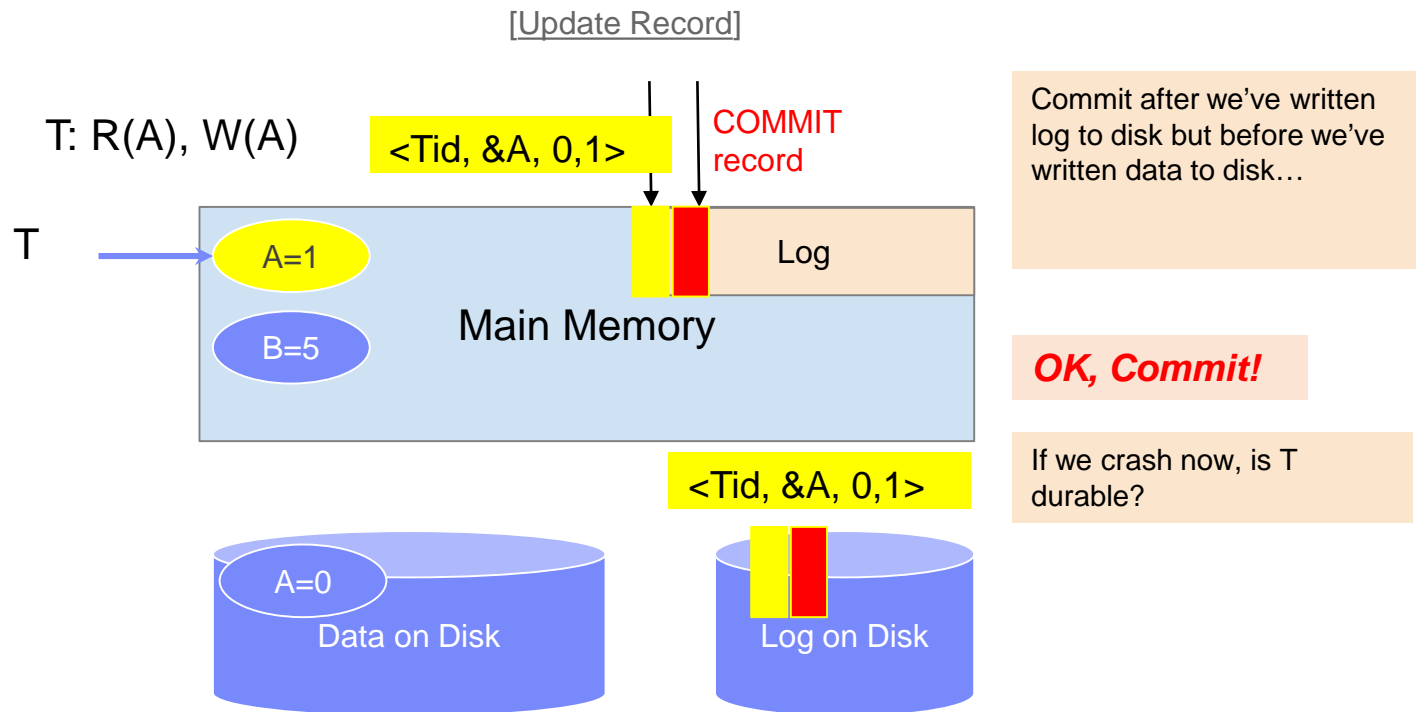 [Update Record]
T: R(A), W(A)
<Tid, &A, 0,1>
COMMIT
record
Commit after we've written
log to disk but before we've
written data to disk…
T
A=1
Log
Main Memory
B=5
OK, Commit!
<Tid, &A, 0,1>
If we crash now, is T
durable?
A=0
Data on Disk
Log on Disk